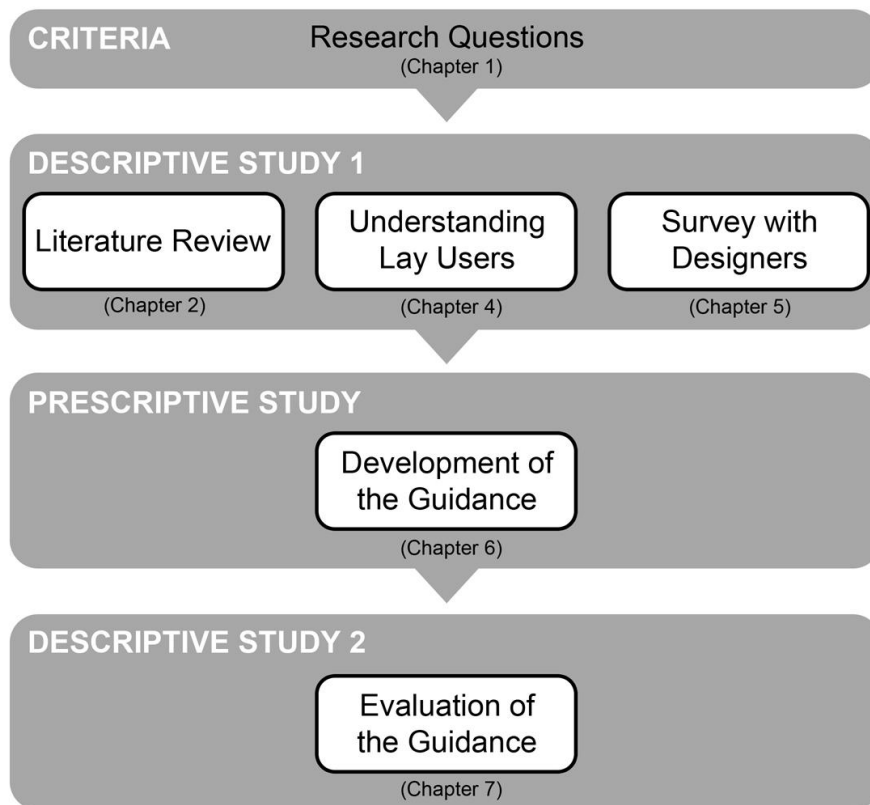 CRITERIA
Research Questions
(Chapter 1)
DESCRIPTIVE STUDY 1
Literature Review
(Chapter 2)
Understanding
Lay Users
(Chapter 4)
Survey with
Designers
(Chapter 5)
PRESCRIPTIVE STUDY
Development of
the Guidance
(Chapter 6)
DESCRIPTIVE STUDY 2
Evaluation of
the Guidance
(Chapter 7)